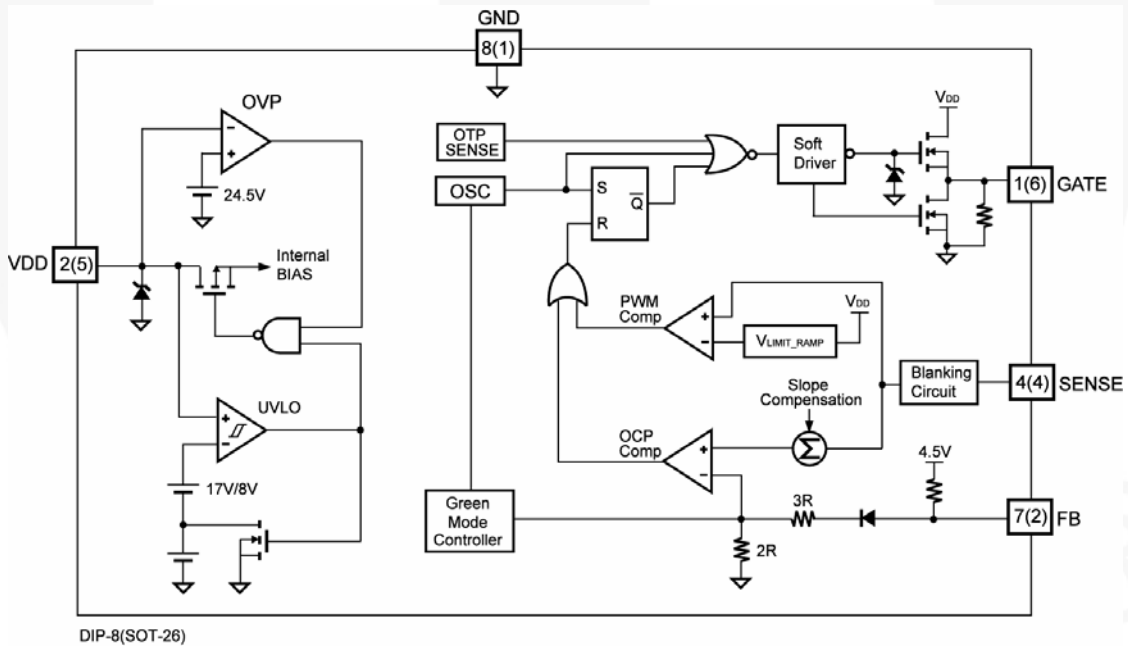 GND
8(1)
OVP
24.5V
VDD
2(5)
Internal
BIAS
UVLO
17V/8V
OTP
SENSE
OSC
S
R
Q
Soft
Driver
VDD
1(6)
GATE
PWM
Comp
VDD
VLIMIT_RAMP
Blanking
Circuit
4(4)
SENSE
Slope
Compensation
Σ
OCP
Comp
4.5V
Green
Mode
Controller
3R
2R
7(2)
FB
DIP-8(SOT-26)